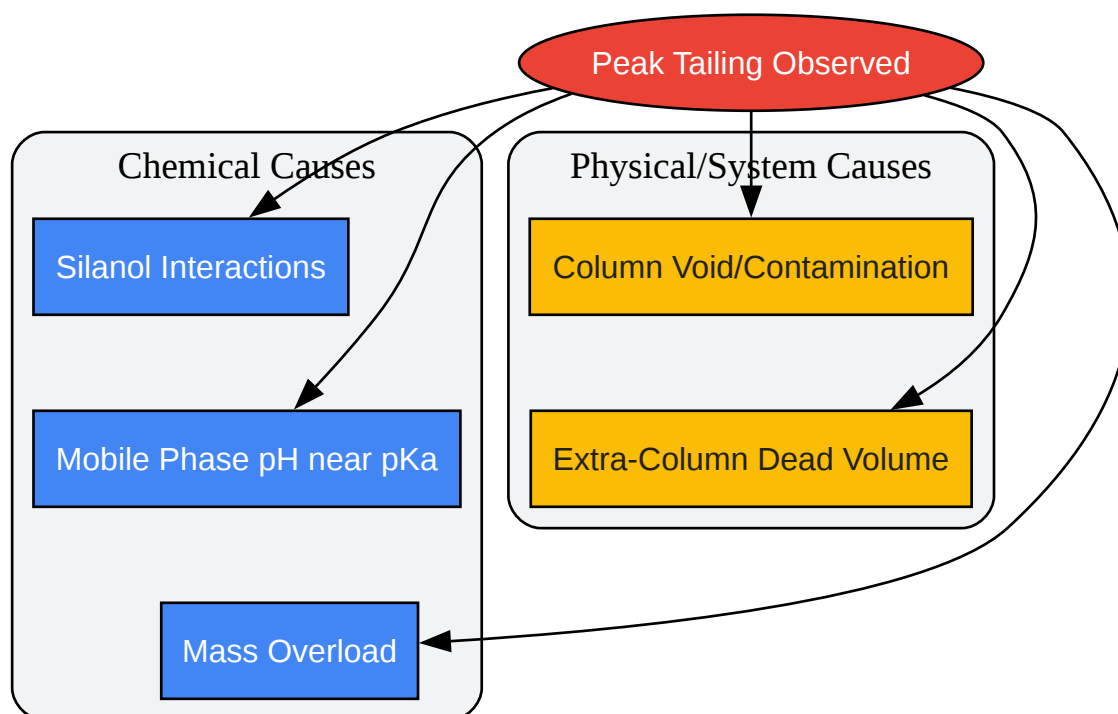 Peak Tailing Observed
Chemical Causes
Silanol Interactions
Mobile Phase pH near pKa
Mass Overload
Physical/System Causes
Column Void/Contamination
Extra-Column Dead Volume